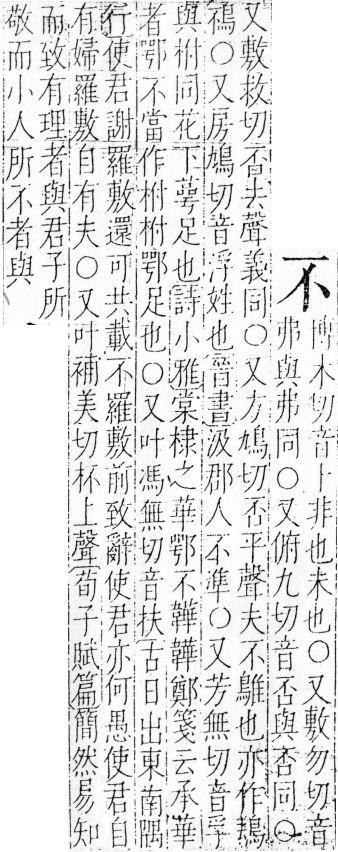 不
博木切音卜非也未也○又敷勿切音
弗與弗同○又俯九切音否與否同○
又敷救切否去聲義同○又方鳩切否平聲夫不鵻也亦作鳺
鴀○又房鳩切音浮姓也晉書汲郡人不準○又芳無切音孚
與柎同花下萼足也詩小雅棠棣之華鄂不韡韡鄭箋云承華
者鄂不當作柎柎鄂足也○又叶馮無切音扶古日出東南隅
行使君謝羅敷還可共載不羅敷前致辭使君亦何愚使君自
有婦羅敷自有夫○又叶補美切杯上聲荀子賦篇簡然易知
而致有理者與君子所
敬而小人所不者與